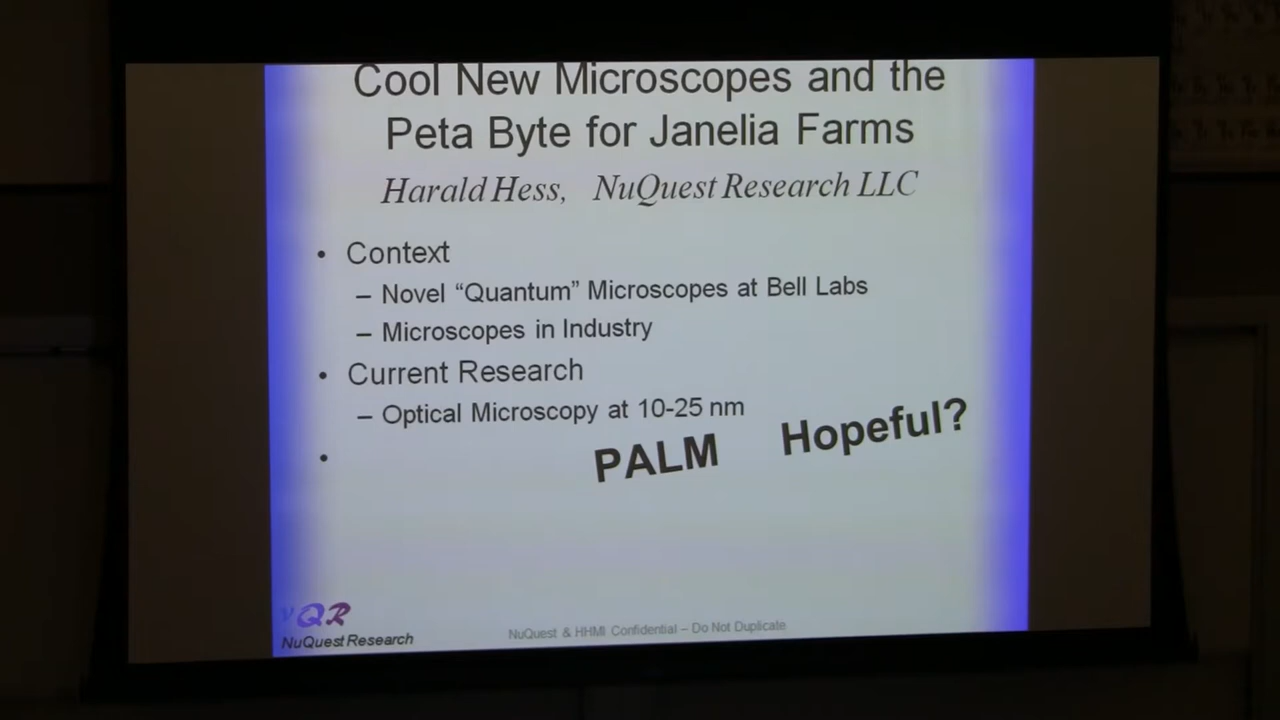 Cool New Microscopes and the
Peta Byte for Janelia Farms
Harald Hess, NuQuest Research LLC
• Context
– Novel “Quantum” Microscopes at Bell Labs
– Microscopes in Industry
• Current Research
– Optical Microscopy at 10-25 nm
•
PALM Hopeful?
νQR
NuQuest Research
NuQuest & HHMI Confidential – Do Not Duplicate